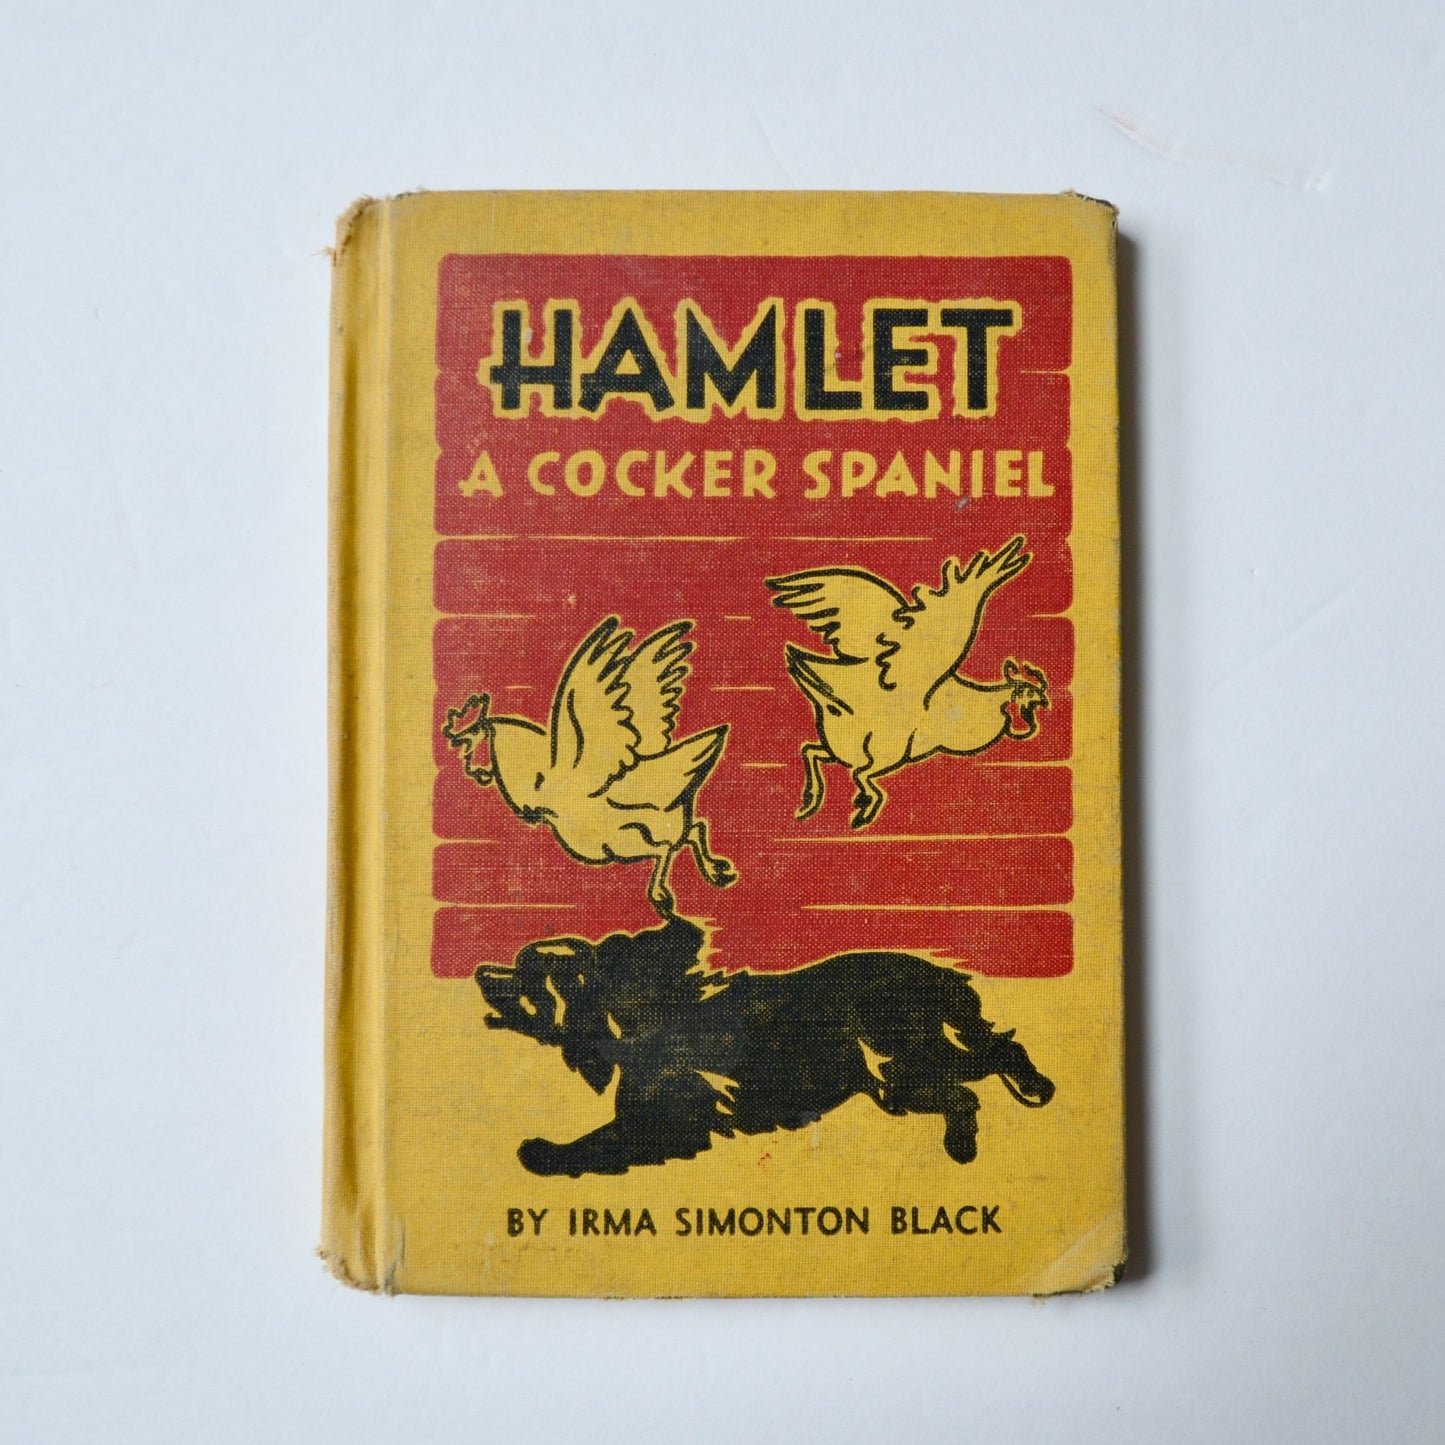 HAMLET
A COCKER SPANIEL
BY IRMA SIMONTON BLACK